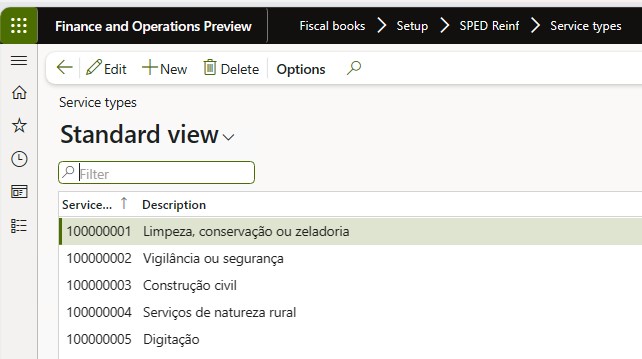 Finance and Operations Preview
Fiscal books > Setup > SPED Reinf > Service types
Edit New Delete Options
Service types
Standard view
Filter
Service... ↑ Description
100000001 Limpeza, conservação ou zeladoria
100000002 Vigilância ou segurança
100000003 Construção civil
100000004 Serviços de natureza rural
100000005 Digitação